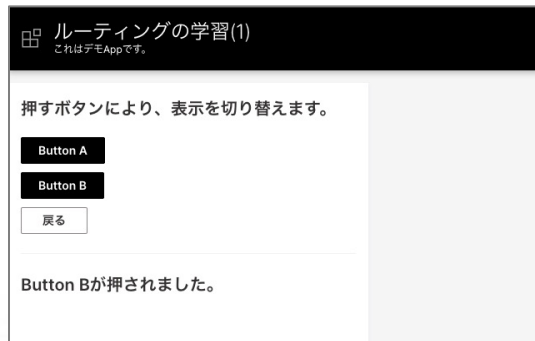 ルーティングの学習(1)
これはデモAppです。
押すボタンにより、表示を切り替えます。
Button A
Button B
戻る
Button Bが押されました。